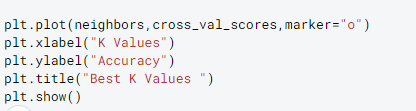 plt.plot(neighbors,cross_val_scores,marker="o")
plt.xlabel("K Values")
plt.ylabel("Accuracy")
plt.title("Best K Values ")
plt.show()